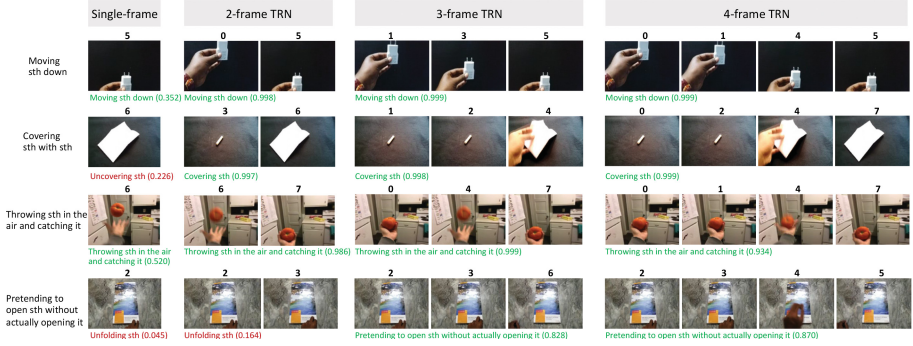 Single-frame 2-frame TRN 3-frame TRN 4-frame TRN
5 0 5 1 3 5 0 1 4 5
Moving
sth down
Moving sth down (0.352) Moving sth down (0.998) Moving sth down (0.999) Moving sth down (0.999)
6 3 6 1 2 4 0 2 4 7
Covering
sth with sth
Uncovering sth (0.226) Covering sth (0.997) Covering sth (0.998) Covering sth (0.999)
6 6 7 0 4 7 0 1 4 7
Throwing sth in the
air and catching it
Throwing sth in the air
and catching it (0.520)
Throwing sth in the air and catching it (0.986) Throwing sth in the air and catching it (0.999) Throwing sth in the air and catching it (0.934)
2 2 3 2 3 6 2 3 4 5
Pretending to
open sth without
actually opening it
Unfolding sth (0.045) Unfolding sth (0.164) Pretending to open sth without actually opening it (0.828) Pretending to open sth without actually opening it (0.870)